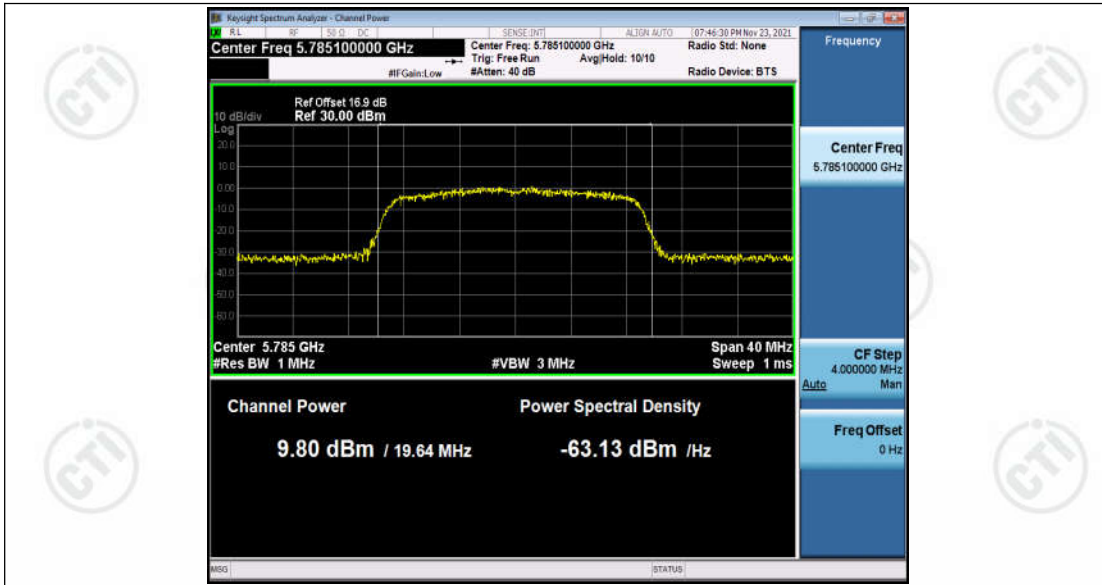 Keysight Spectrum Analyzer - Channel Power
RL RF 50 Ω DC SENSE:INT ALIGN AUTO 07:46:30 PM Nov 23, 2021
Center Freq 5.785100000 GHz
Center Freq: 5.785100000 GHz
Radio Std: None
Trig: Free Run Avg|Hold: 10/10
#IFGain:Low
#Atten: 40 dB
Radio Device: BTS
Ref Offset 16.9 dB
10 dB/div Ref 30.00 dBm
Log
20.0
10.0
0.00
-10.0
-20.0
-30.0
-40.0
-50.0
-60.0
Center 5.785 GHz Span 40 MHz
#Res BW 1 MHz #VBW 3 MHz Sweep 1 ms
Channel Power Power Spectral Density
9.80 dBm / 19.64 MHz -63.13 dBm /Hz
MSG STATUS
Frequency
Center Freq
5.785100000 GHz
CF Step
4.000000 MHz
Auto Man
Freq Offset
0 Hz
CTI
CTI
CTI
CTI